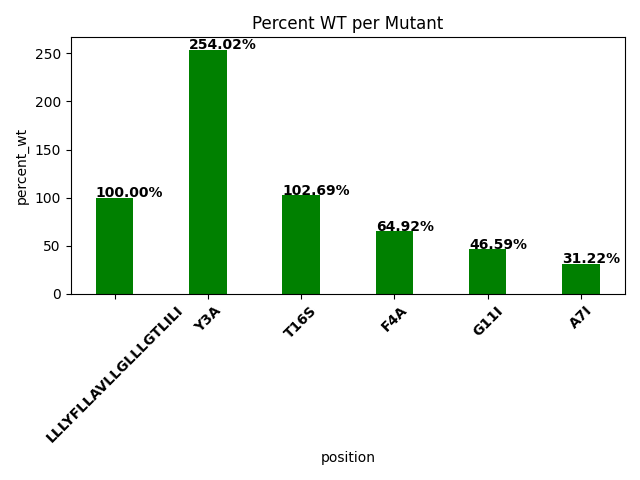 Percent WT per Mutant
percent_wt
250
200
150
100
50
0
100.00%
254.02%
102.69%
64.92%
46.59%
31.22%
LLLYFLLAVLLGLLLGTLILI
Y3A
T16S
F4A
G11I
A7I
position